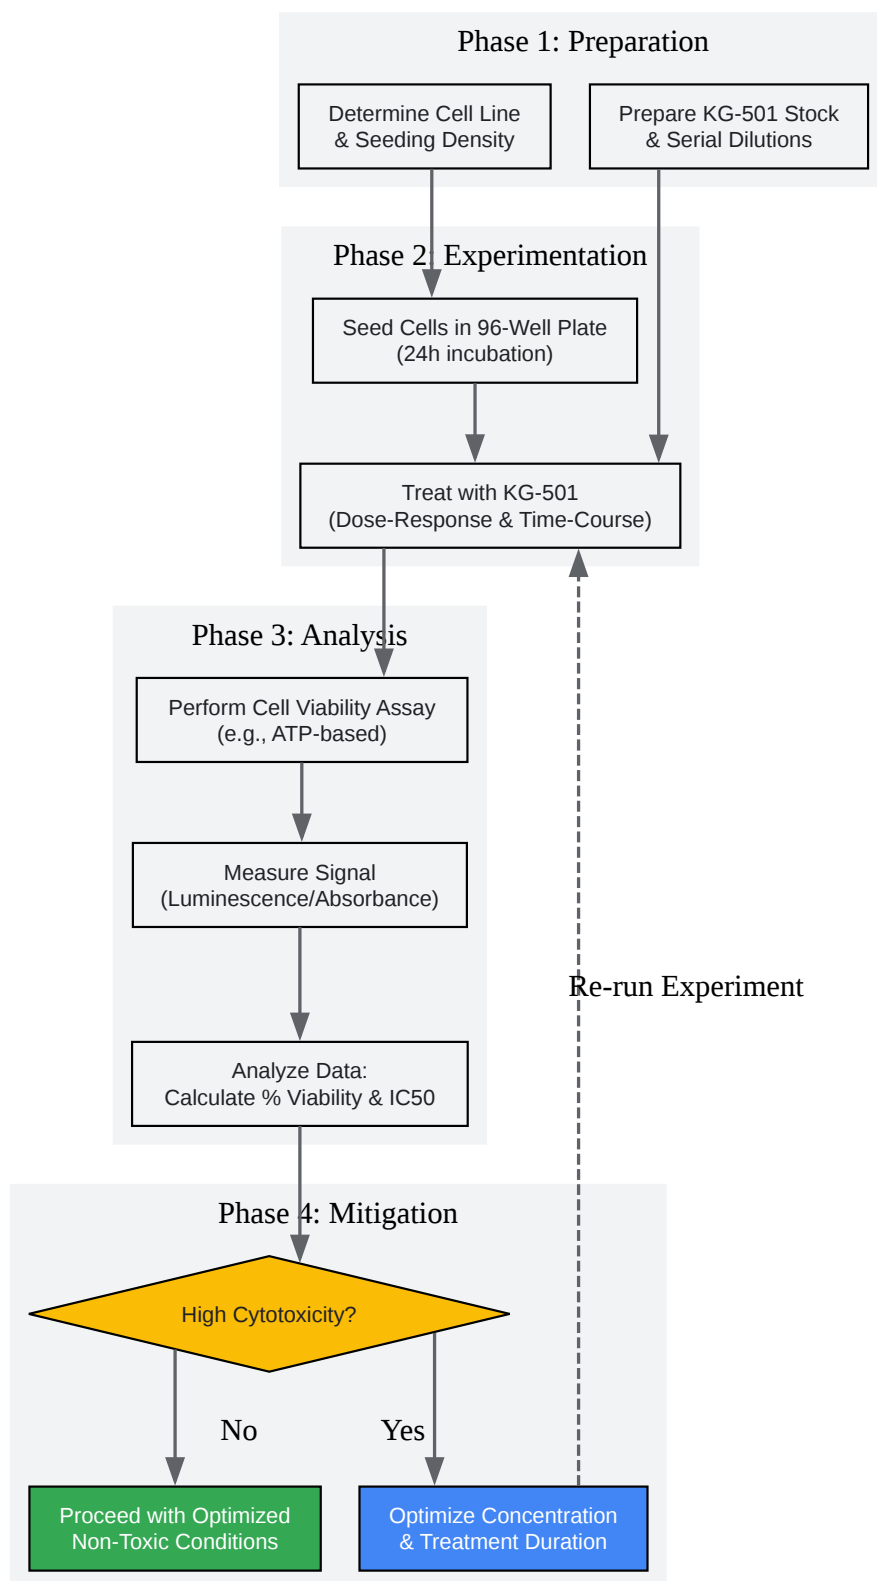 Phase 1: Preparation
Determine Cell Line
& Seeding Density
Prepare KG-501 Stock
& Serial Dilutions
Phase 2: Experimentation
Seed Cells in 96-Well Plate
(24h incubation)
Treat with KG-501
(Dose-Response & Time-Course)
Phase 3: Analysis
Perform Cell Viability Assay
(e.g., ATP-based)
Measure Signal
(Luminescence/Absorbance)
Re-run Experiment
Analyze Data:
Calculate % Viability & IC50
Phase 4: Mitigation
High Cytotoxicity?
No
Yes
Proceed with Optimized
Non-Toxic Conditions
Optimize Concentration
& Treatment Duration